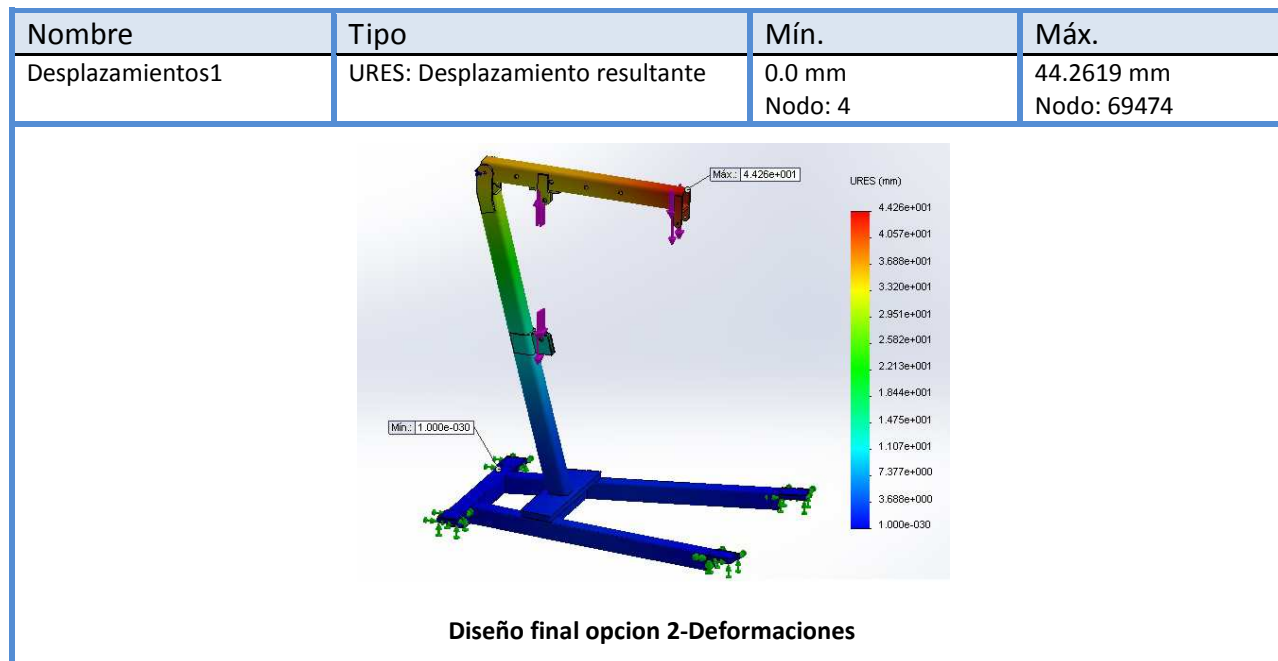 Nombre Tipo Mín. Máx.
Desplazamientos1 URES: Desplazamiento resultante 0.0 mm 44.2619 mm
Nodo: 4 Nodo: 69474
Máx.: 4.426e+001
URES (mm)
4.426e+001
4.057e+001
3.688e+001
3.320e+001
2.951e+001
2.582e+001
2.213e+001
1.844e+001
1.475e+001
1.107e+001
7.377e+000
3.688e+000
1.000e-030
Mín.: 1.000e-030
Diseño final opcion 2-Deformaciones